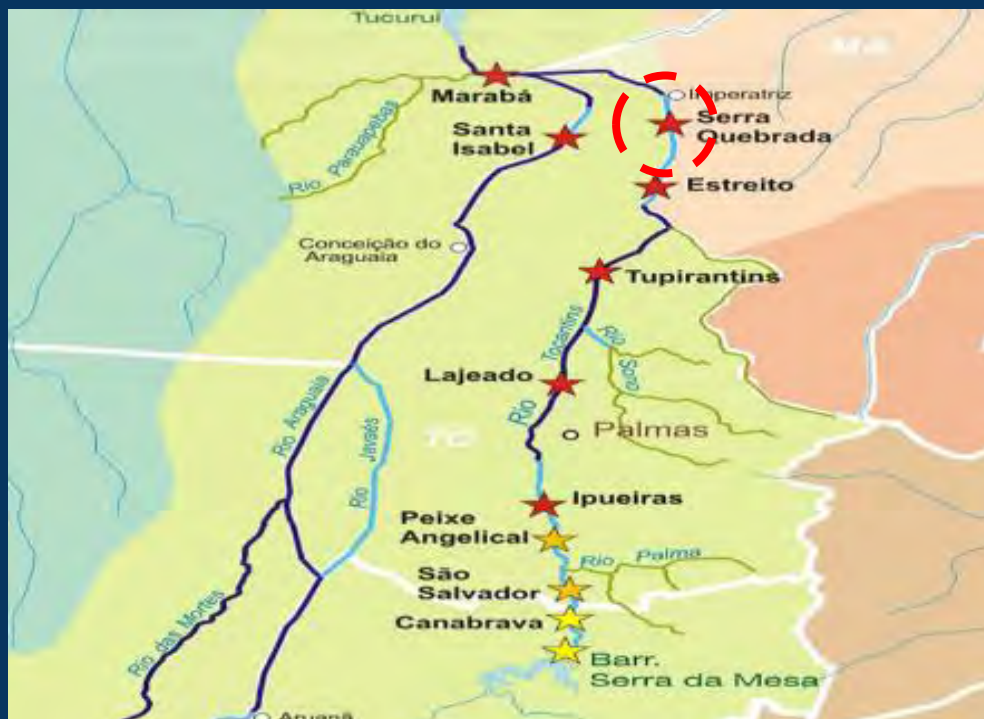 Tucuruí
MA
Imperatriz
Marabá
Serra
Quebrada
Santa
Isabel
Rio Parauapabas
Estreito
Conceição do
Araguaia
Tupirantins
Rio Tocantins
Rio Sono
Lajeado
Rio Araguaia
Rio Javaés
TO
Palmas
Ipueiras
Peixe
Angelical
Rio Palma
São
Salvador
Canabrava
Rio das Mortes
Barr.
Serra da Mesa
Aruanã